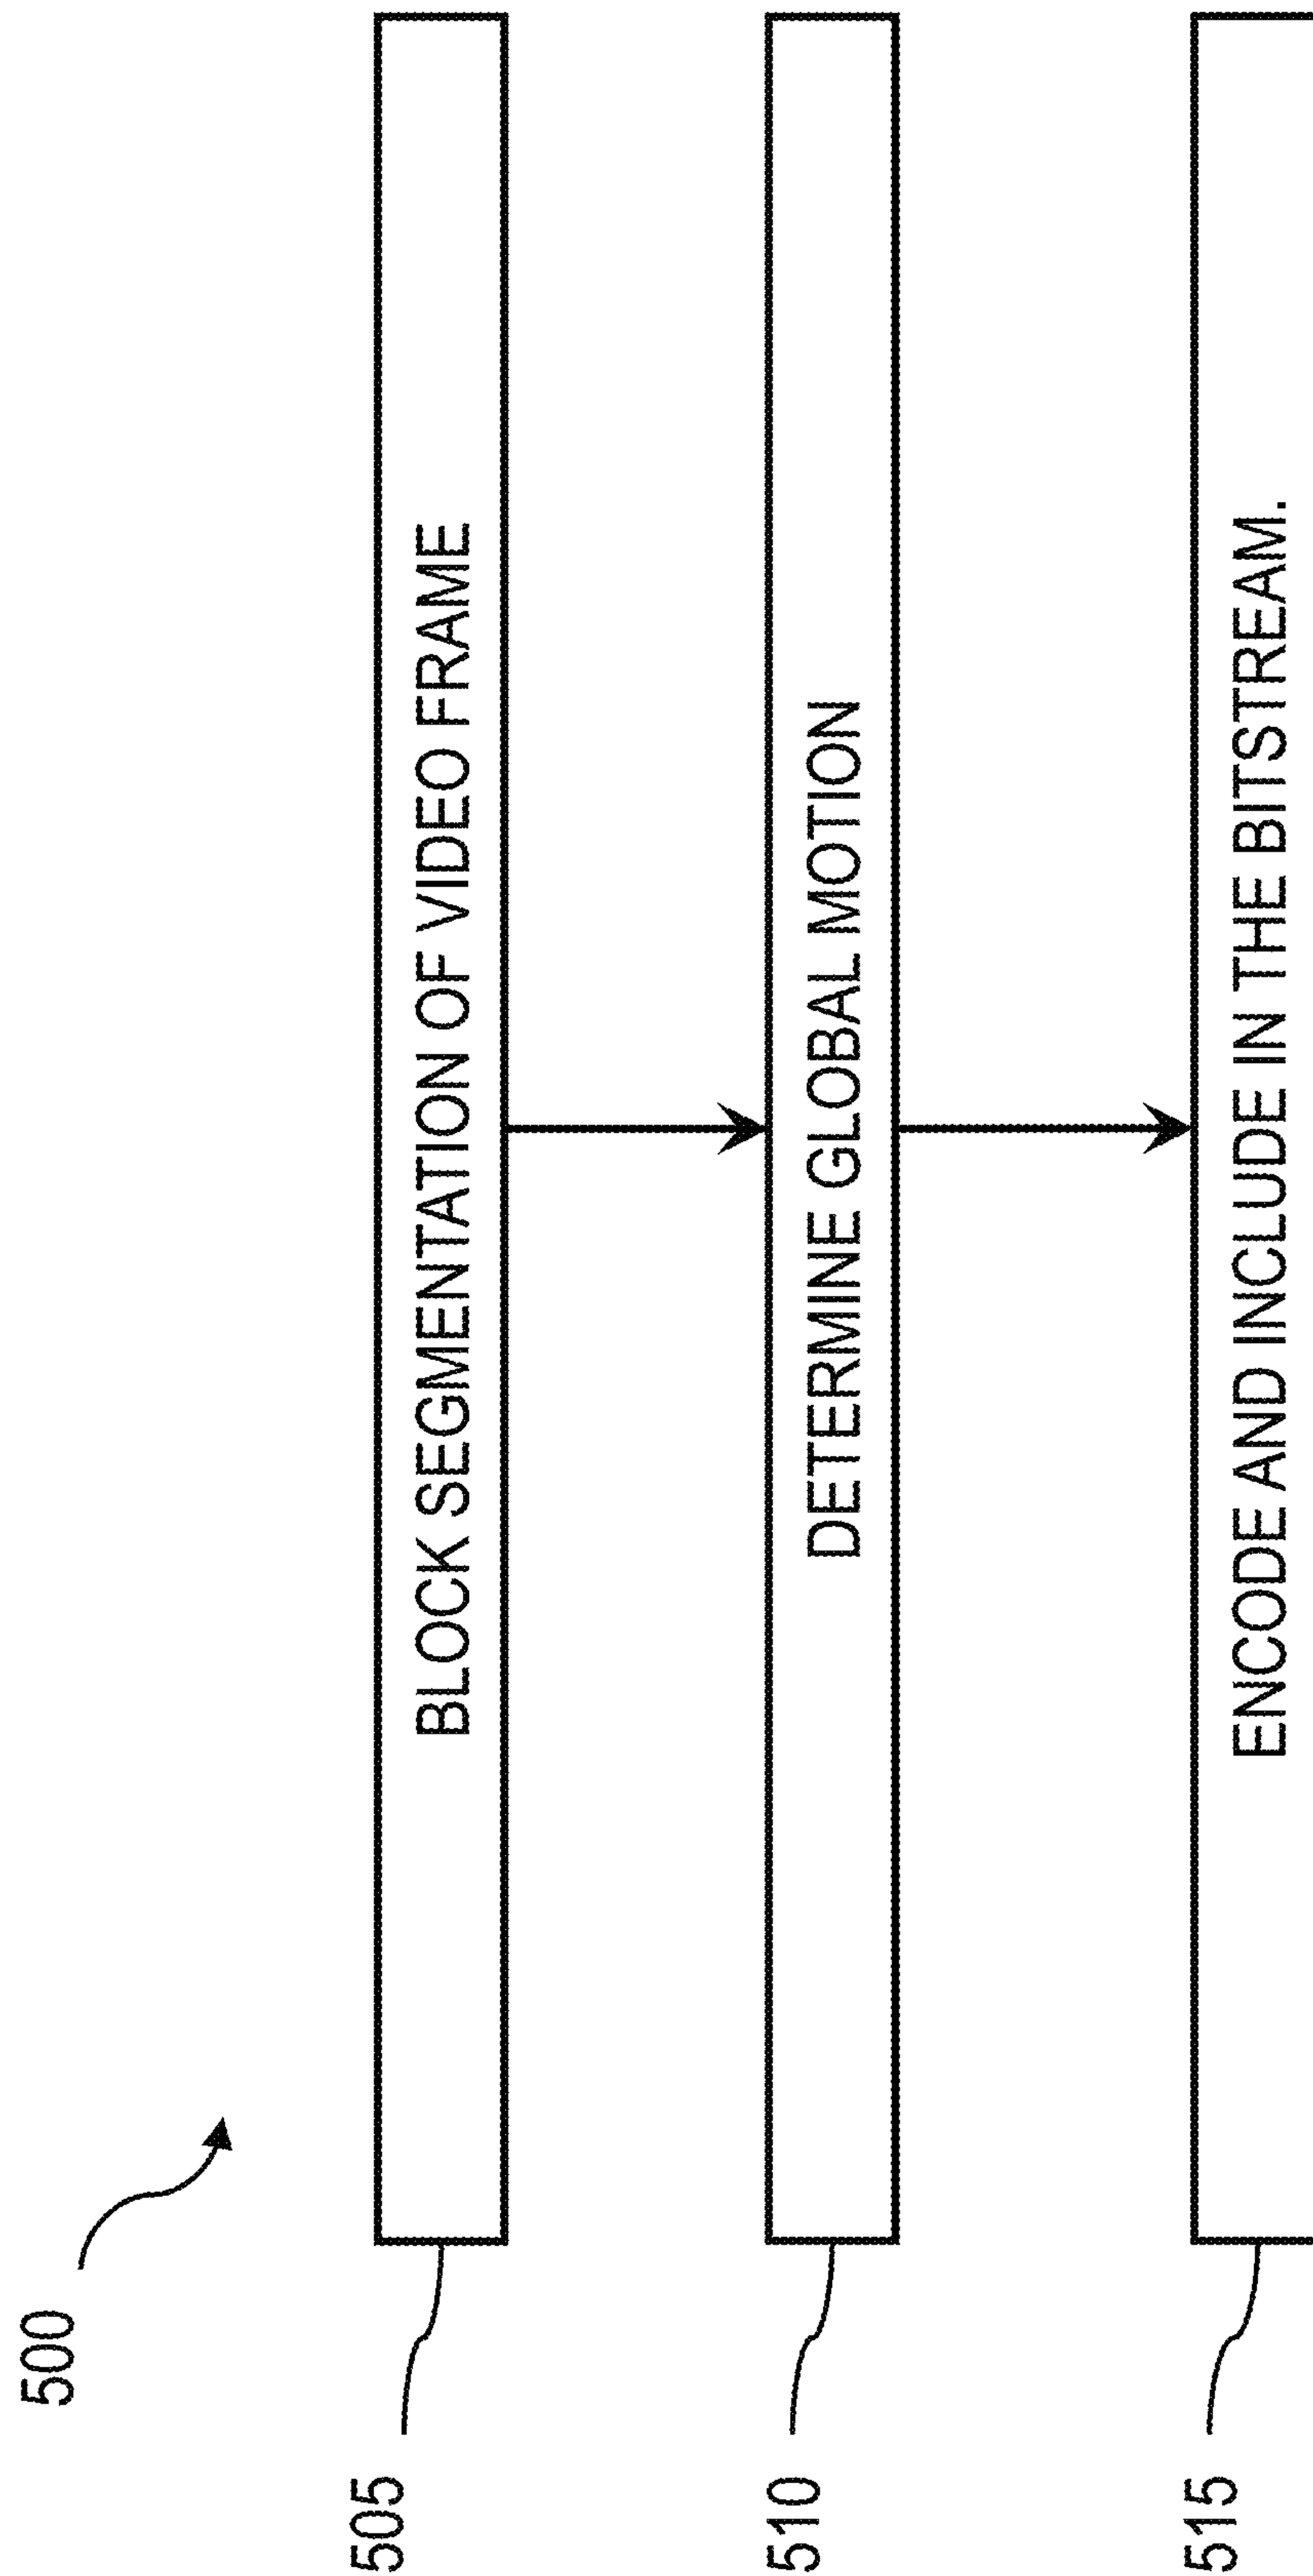 500
505
BLOCK SEGMENTATION OF VIDEO FRAME
510
DETERMINE GLOBAL MOTION
515
ENCODE AND INCLUDE IN THE BITSTREAM.